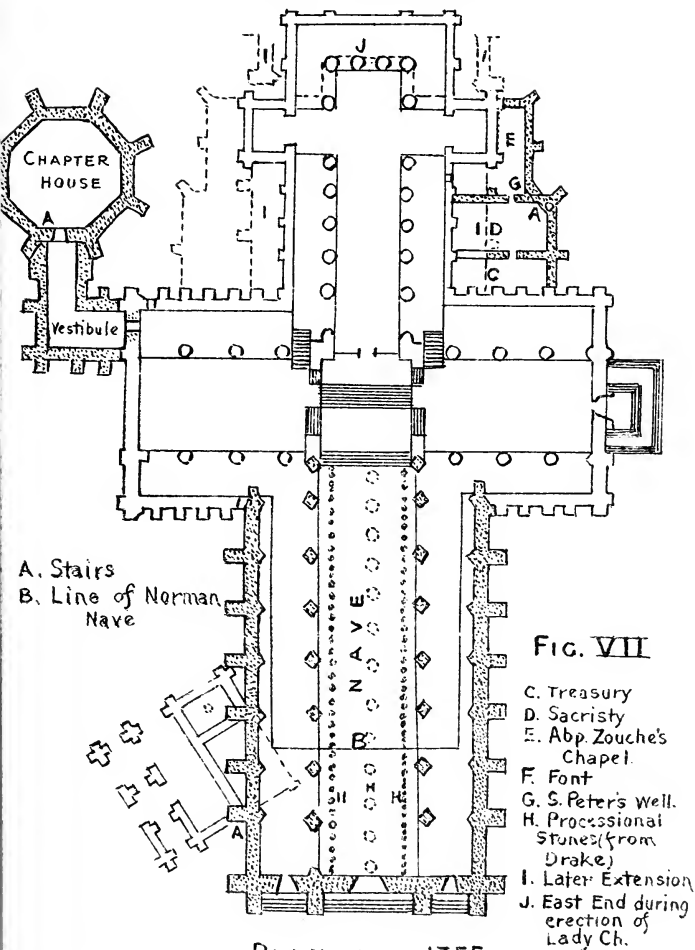 J
I
I
CHAPTER
HOUSE
A
F
G
A
I
I D
C
Vestibule
A. Stairs
B. Line of Norman
Nave
NAVE
B
H
H
H
A
FIG. VII
C. Treasury
D. Sacristy
E. Abp. Zouche's
Chapel.
F. Font
G. S. Peter's Well.
H. Processional
Stones (from
Drake)
I. Later Extension
J. East End during
erection of
Lady Ch.